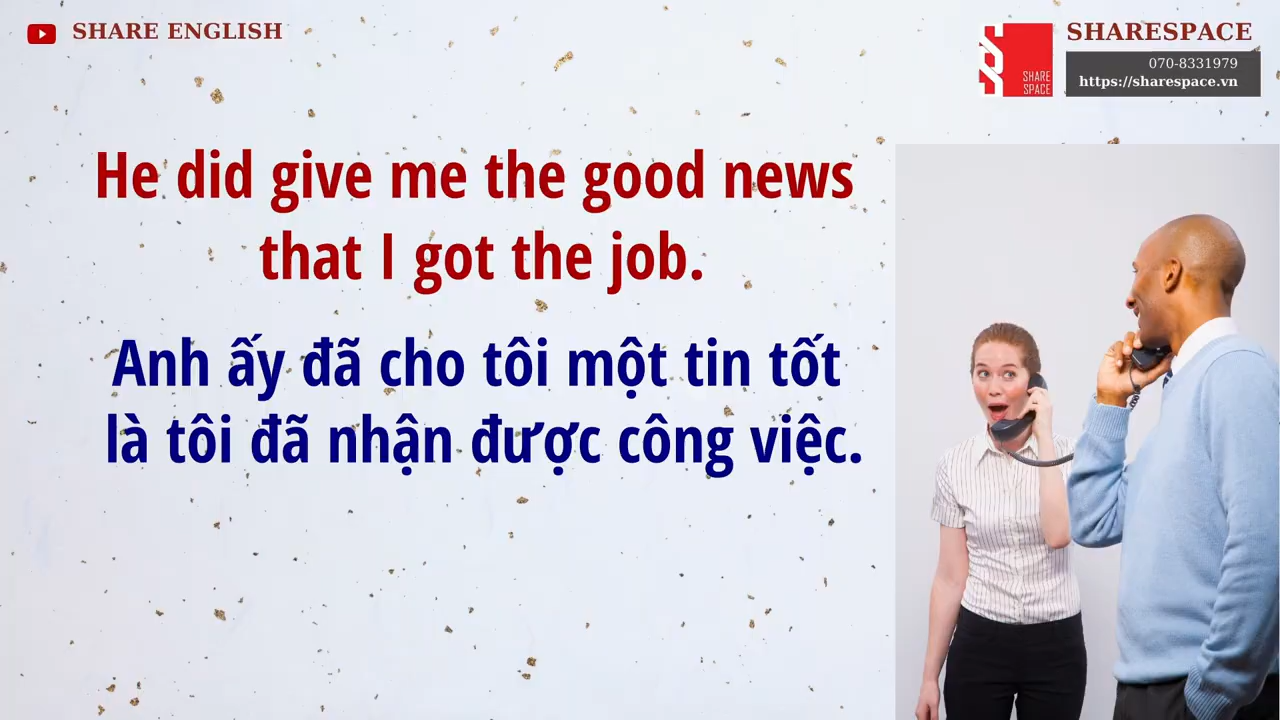 SHARE ENGLISH
SHARESPACE
070-8331979
https://sharespace.vn
SHARE
SPACE
He did give me the good news
that I got the job.
Anh ấy đã cho tôi một tin tốt
là tôi đã nhận được công việc.